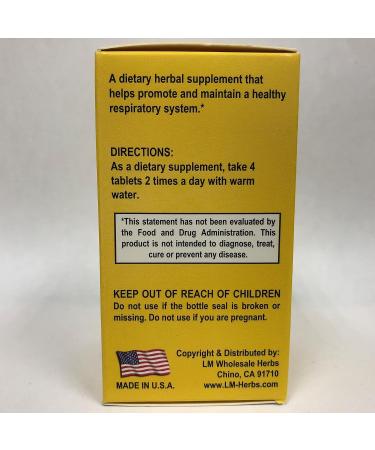 A dietary herbal supplement that
helps promote and maintain a healthy
respiratory system.*
DIRECTIONS:
As a dietary supplement, take 4
tablets 2 times a day with warm
water.
*This statement has not been evaluated by
the Food and Drug Administration. This
product is not intended to diagnose, treat,
cure or prevent any disease.
KEEP OUT OF REACH OF CHILDREN
Do not use if the bottle seal is broken or
missing. Do not use if you are pregnant.
Copyright & Distributed by:
LM Wholesale Herbs
Chino, CA 91710
www.LM-Herbs.com
MADE IN U.S.A.